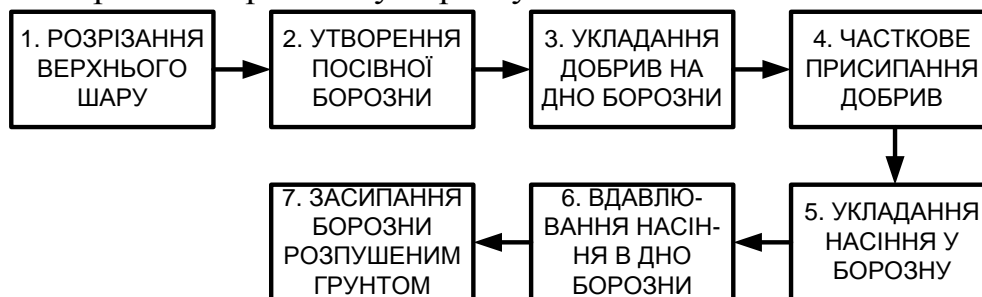 1. РОЗРІЗАННЯ
ВЕРХНЬОГО
ШАРУ
2. УТВОРЕННЯ
ПОСІВНОЇ
БОРОЗНИ
3. УКЛАДАННЯ
ДОБРИВ НА
ДНО БОРОЗНИ
4. ЧАСТКОВЕ
ПРИСИПАННЯ
ДОБРИВ
5. УКЛАДАННЯ
НАСІННЯ У
БОРОЗНУ
6. ВДАВЛЮ-
ВАННЯ НАСІН-
НЯ В ДНО
БОРОЗНИ
7. ЗАСИПАННЯ
БОРОЗНИ
РОЗПУШЕНИМ
ГРУНТОМ